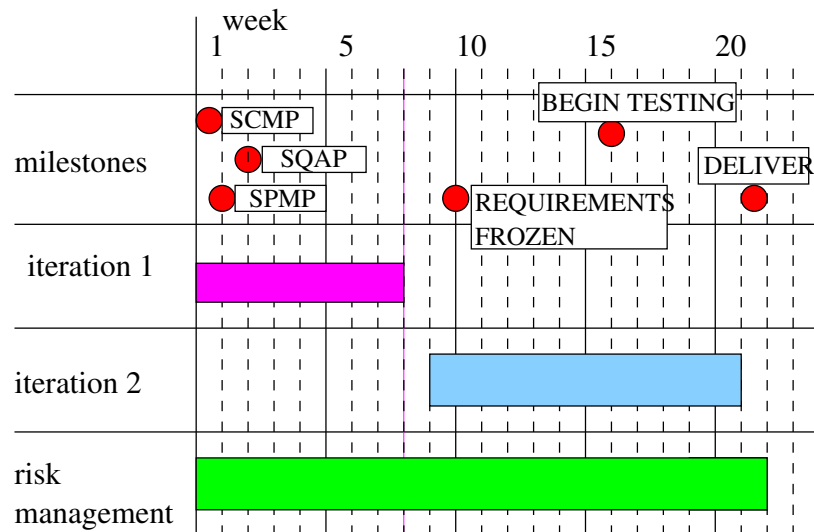 week
1 5 10 15 20
BEGIN TESTING
SCMP
milestones
SQAP
DELIVER
SPMP
REQUIREMENTS
FROZEN
iteration 1
iteration 2
risk
management